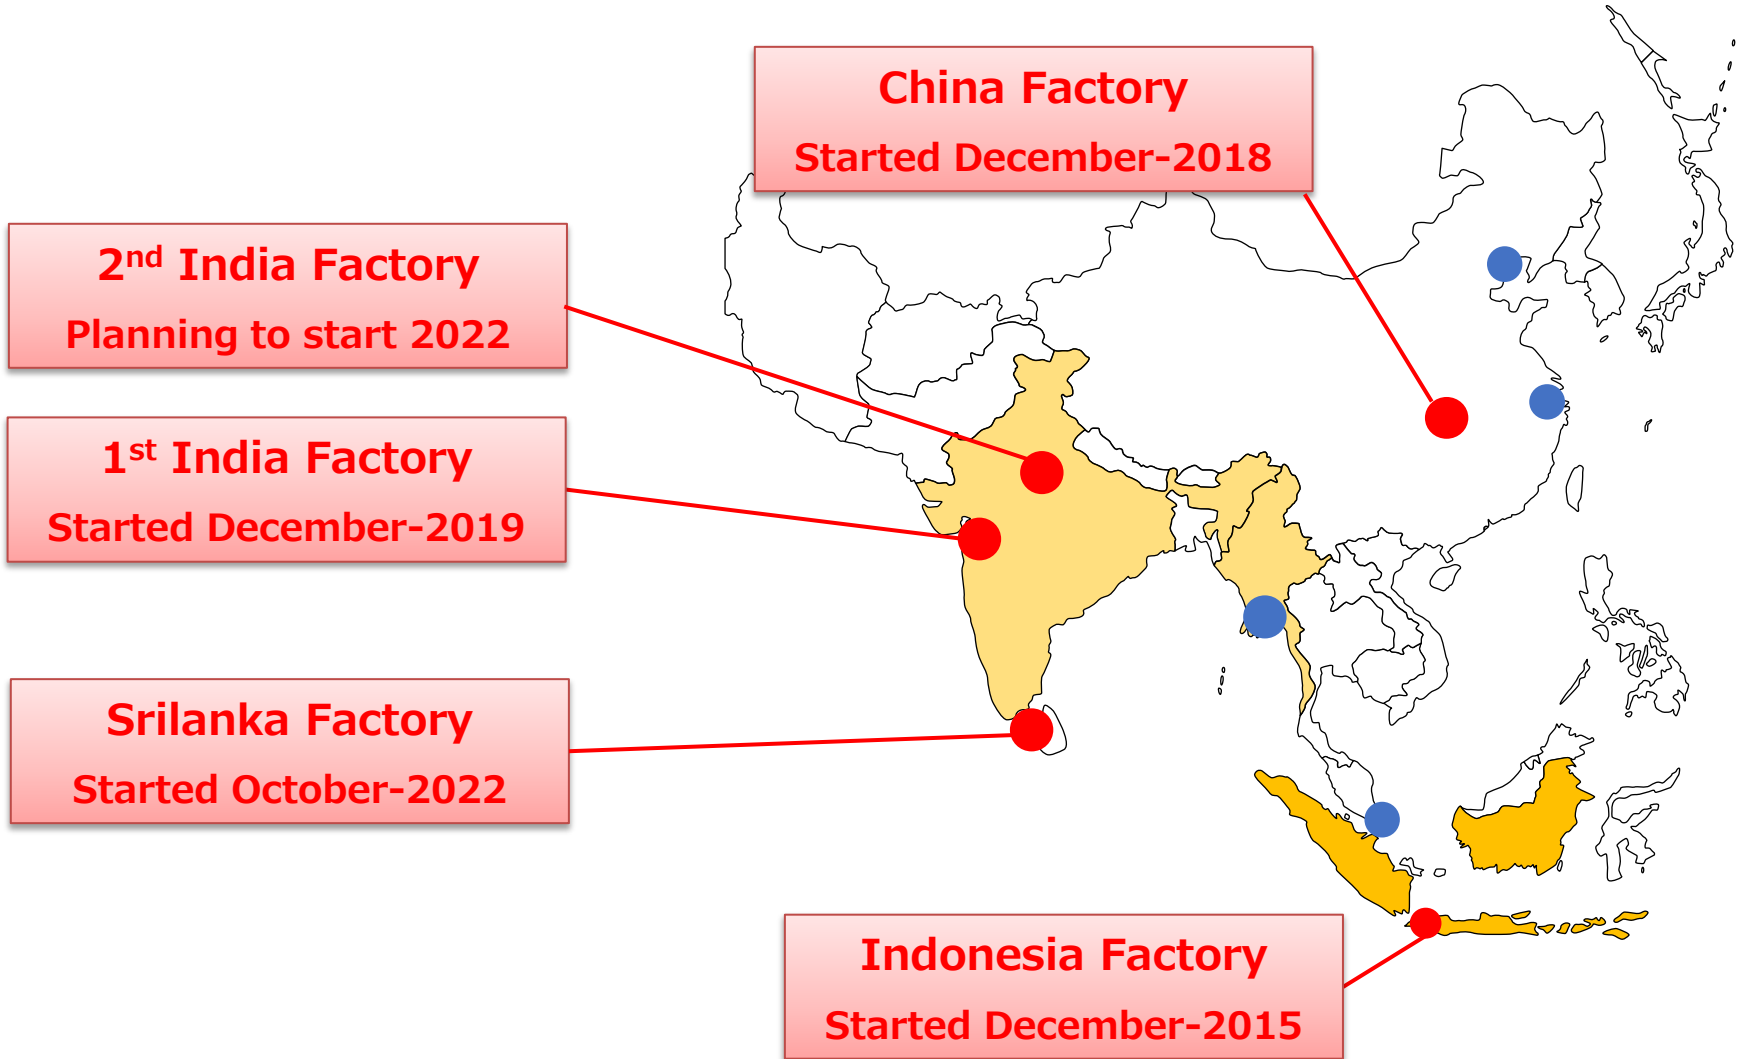 China Factory
Started December-2018
2nd India Factory
Planning to start 2022
1st India Factory
Started December-2019
Srilanka Factory
Started October-2022
Indonesia Factory
Started December-2015